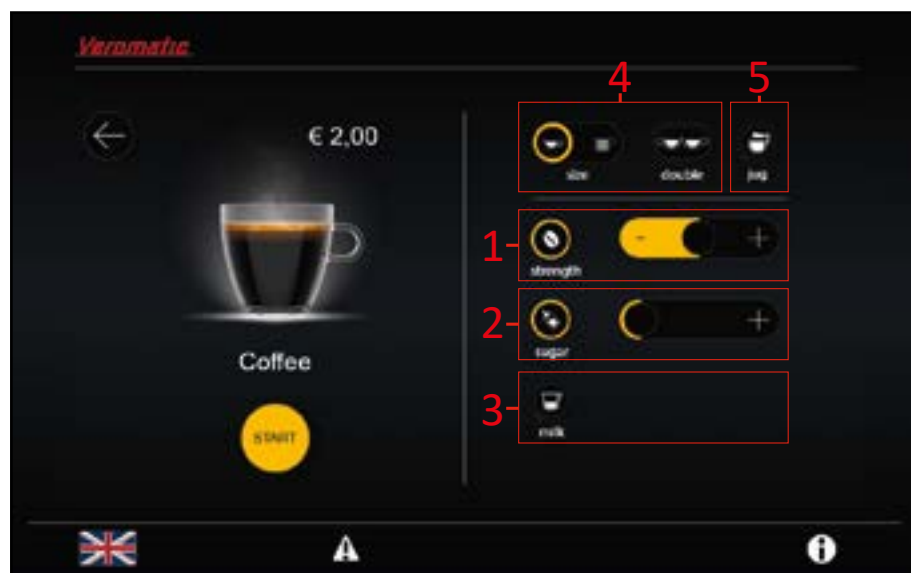 Veromatic
4
5
€ 2,00
size
double
jug
1
strength
- +
2
sugar
+
Coffee
3
milk
START